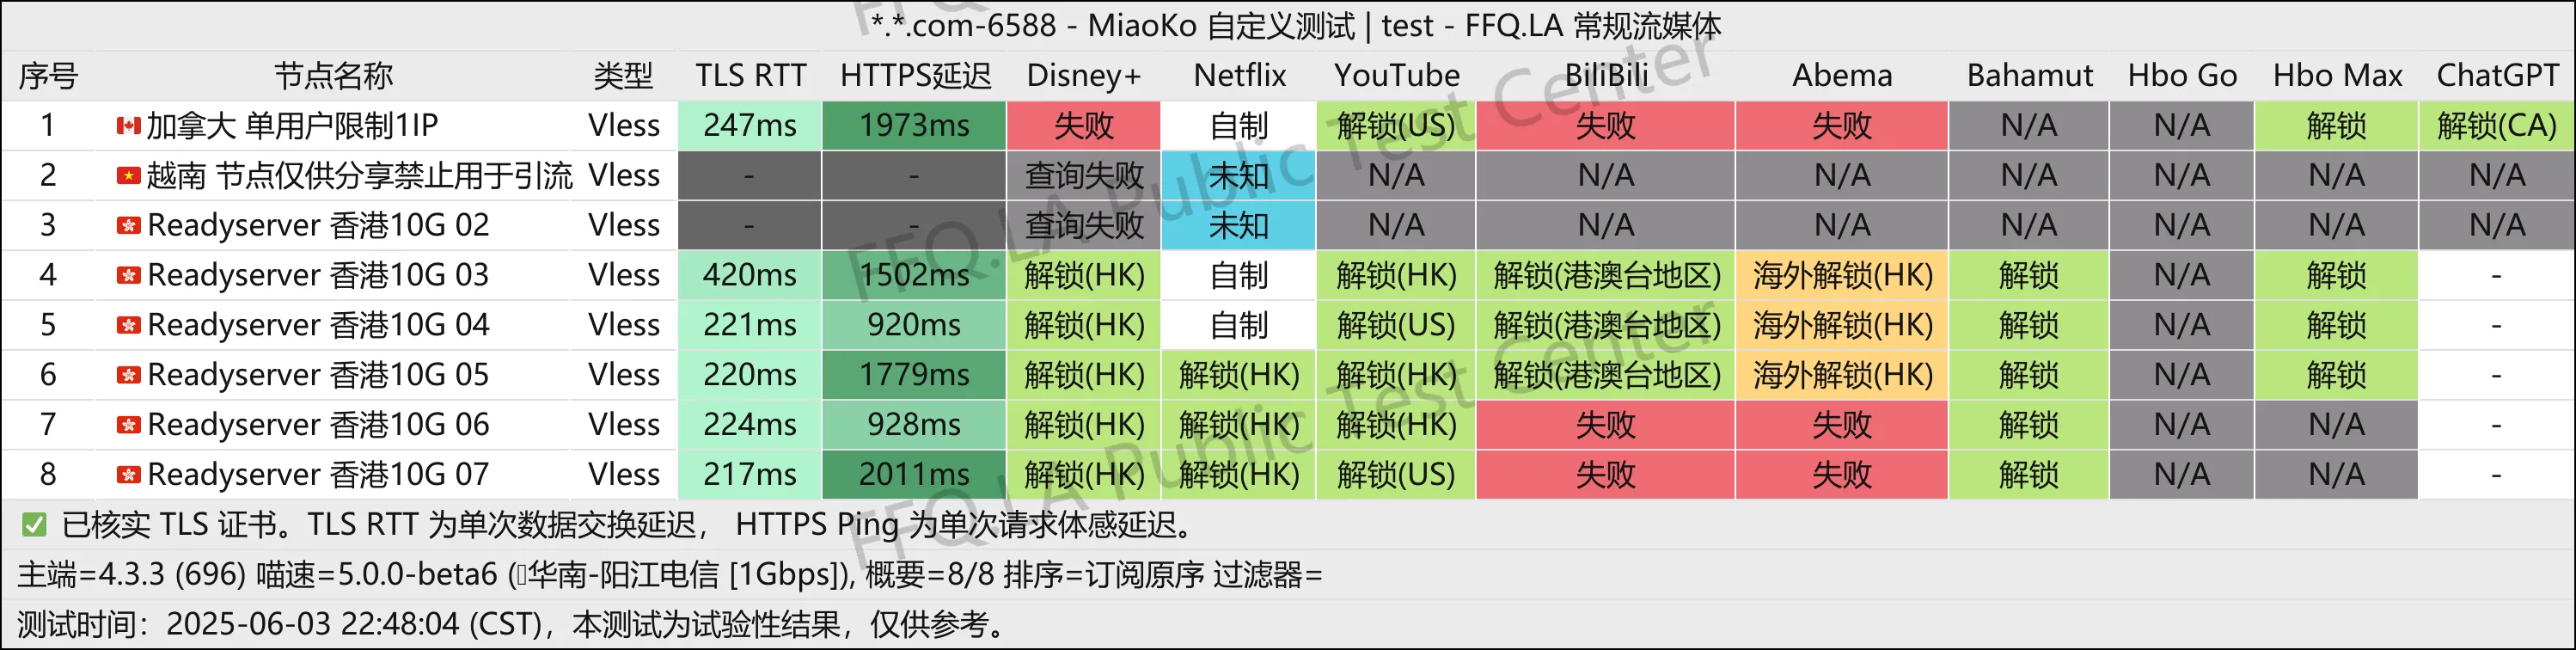 *.*.com-6588 - MiaoKo 自定义测试 | test - FFQ.LA 常规流媒体
序号 节点名称 类型 TLS RTT HTTPS延迟 Disney+ Netflix YouTube BiliBili Abema Bahamut Hbo Go Hbo Max ChatGPT
1 加拿大 单用户限制1IP Vless 247ms 1973ms 失败 自制 解锁(US) 失败 失败 N/A N/A 解锁 解锁(CA)
2 越南 节点仅供分享禁止用于引流 Vless - - 查询失败 未知 N/A N/A N/A N/A N/A N/A N/A
3 Readyserver 香港10G 02 Vless - - 查询失败 未知 N/A N/A N/A N/A N/A N/A N/A
4 Readyserver 香港10G 03 Vless 420ms 1502ms 解锁(HK) 自制 解锁(HK) 解锁(港澳台地区) 海外解锁(HK) 解锁 N/A 解锁 -
5 Readyserver 香港10G 04 Vless 221ms 920ms 解锁(HK) 自制 解锁(US) 解锁(港澳台地区) 海外解锁(HK) 解锁 N/A 解锁 -
6 Readyserver 香港10G 05 Vless 220ms 1779ms 解锁(HK) 解锁(HK) 解锁(HK) 解锁(港澳台地区) 海外解锁(HK) 解锁 N/A 解锁 -
7 Readyserver 香港10G 06 Vless 224ms 928ms 解锁(HK) 解锁(HK) 解锁(HK) 失败 失败 解锁 N/A N/A -
8 Readyserver 香港10G 07 Vless 217ms 2011ms 解锁(HK) 解锁(HK) 解锁(US) 失败 失败 解锁 N/A N/A -
✅ 已核实 TLS 证书。TLS RTT 为单次数据交换延迟， HTTPS Ping 为单次请求体感延迟。
主端=4.3.3 (696) 喵速=5.0.0-beta6 (华南-阳江电信 [1Gbps]), 概要=8/8 排序=订阅原序 过滤器=
测试时间：2025-06-03 22:48:04 (CST)，本测试为试验性结果，仅供参考。
FFQ.LA Public Test Center
FFQ.LA Public Test Center